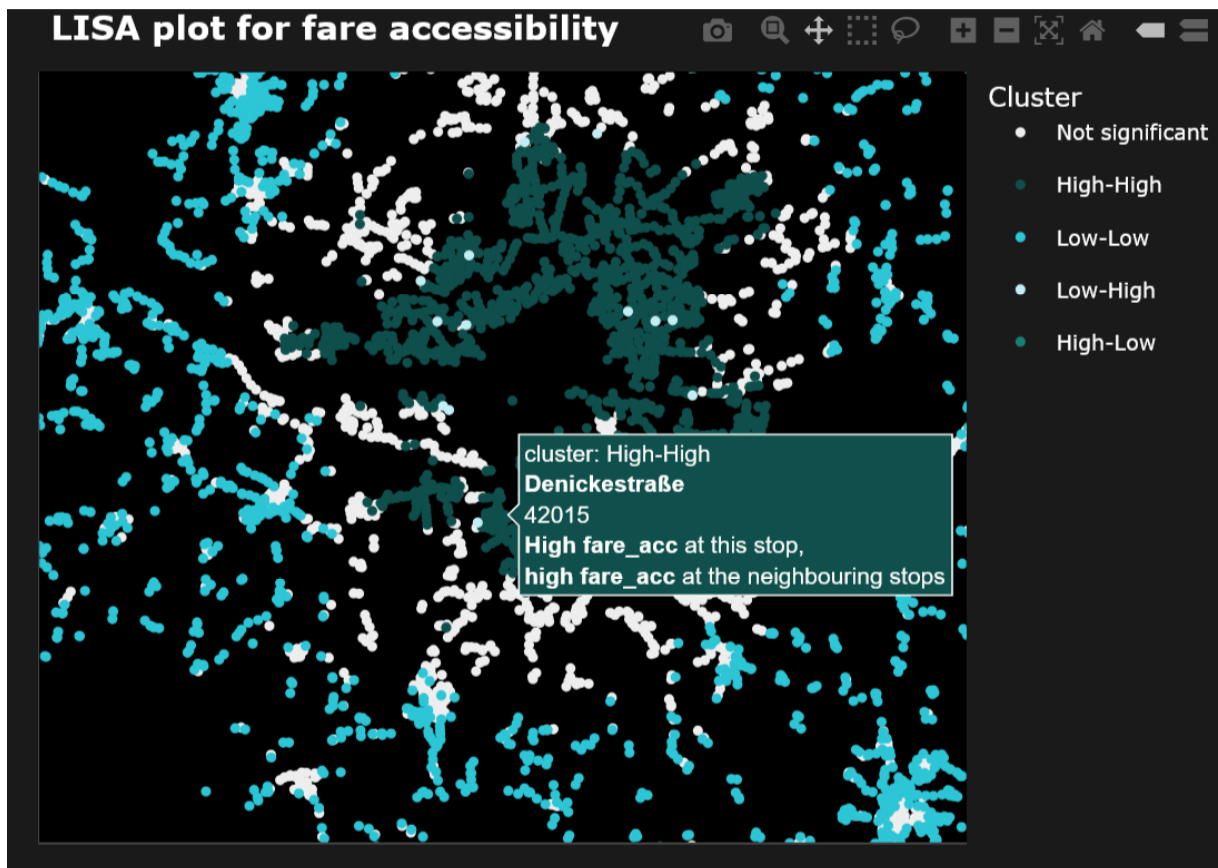 LISA plot for fare accessibility
Cluster
Not significant
High-High
Low-Low
Low-High
High-Low
cluster: High-High
Denickestraße
42015
High fare_acc at this stop,
high fare_acc at the neighbouring stops